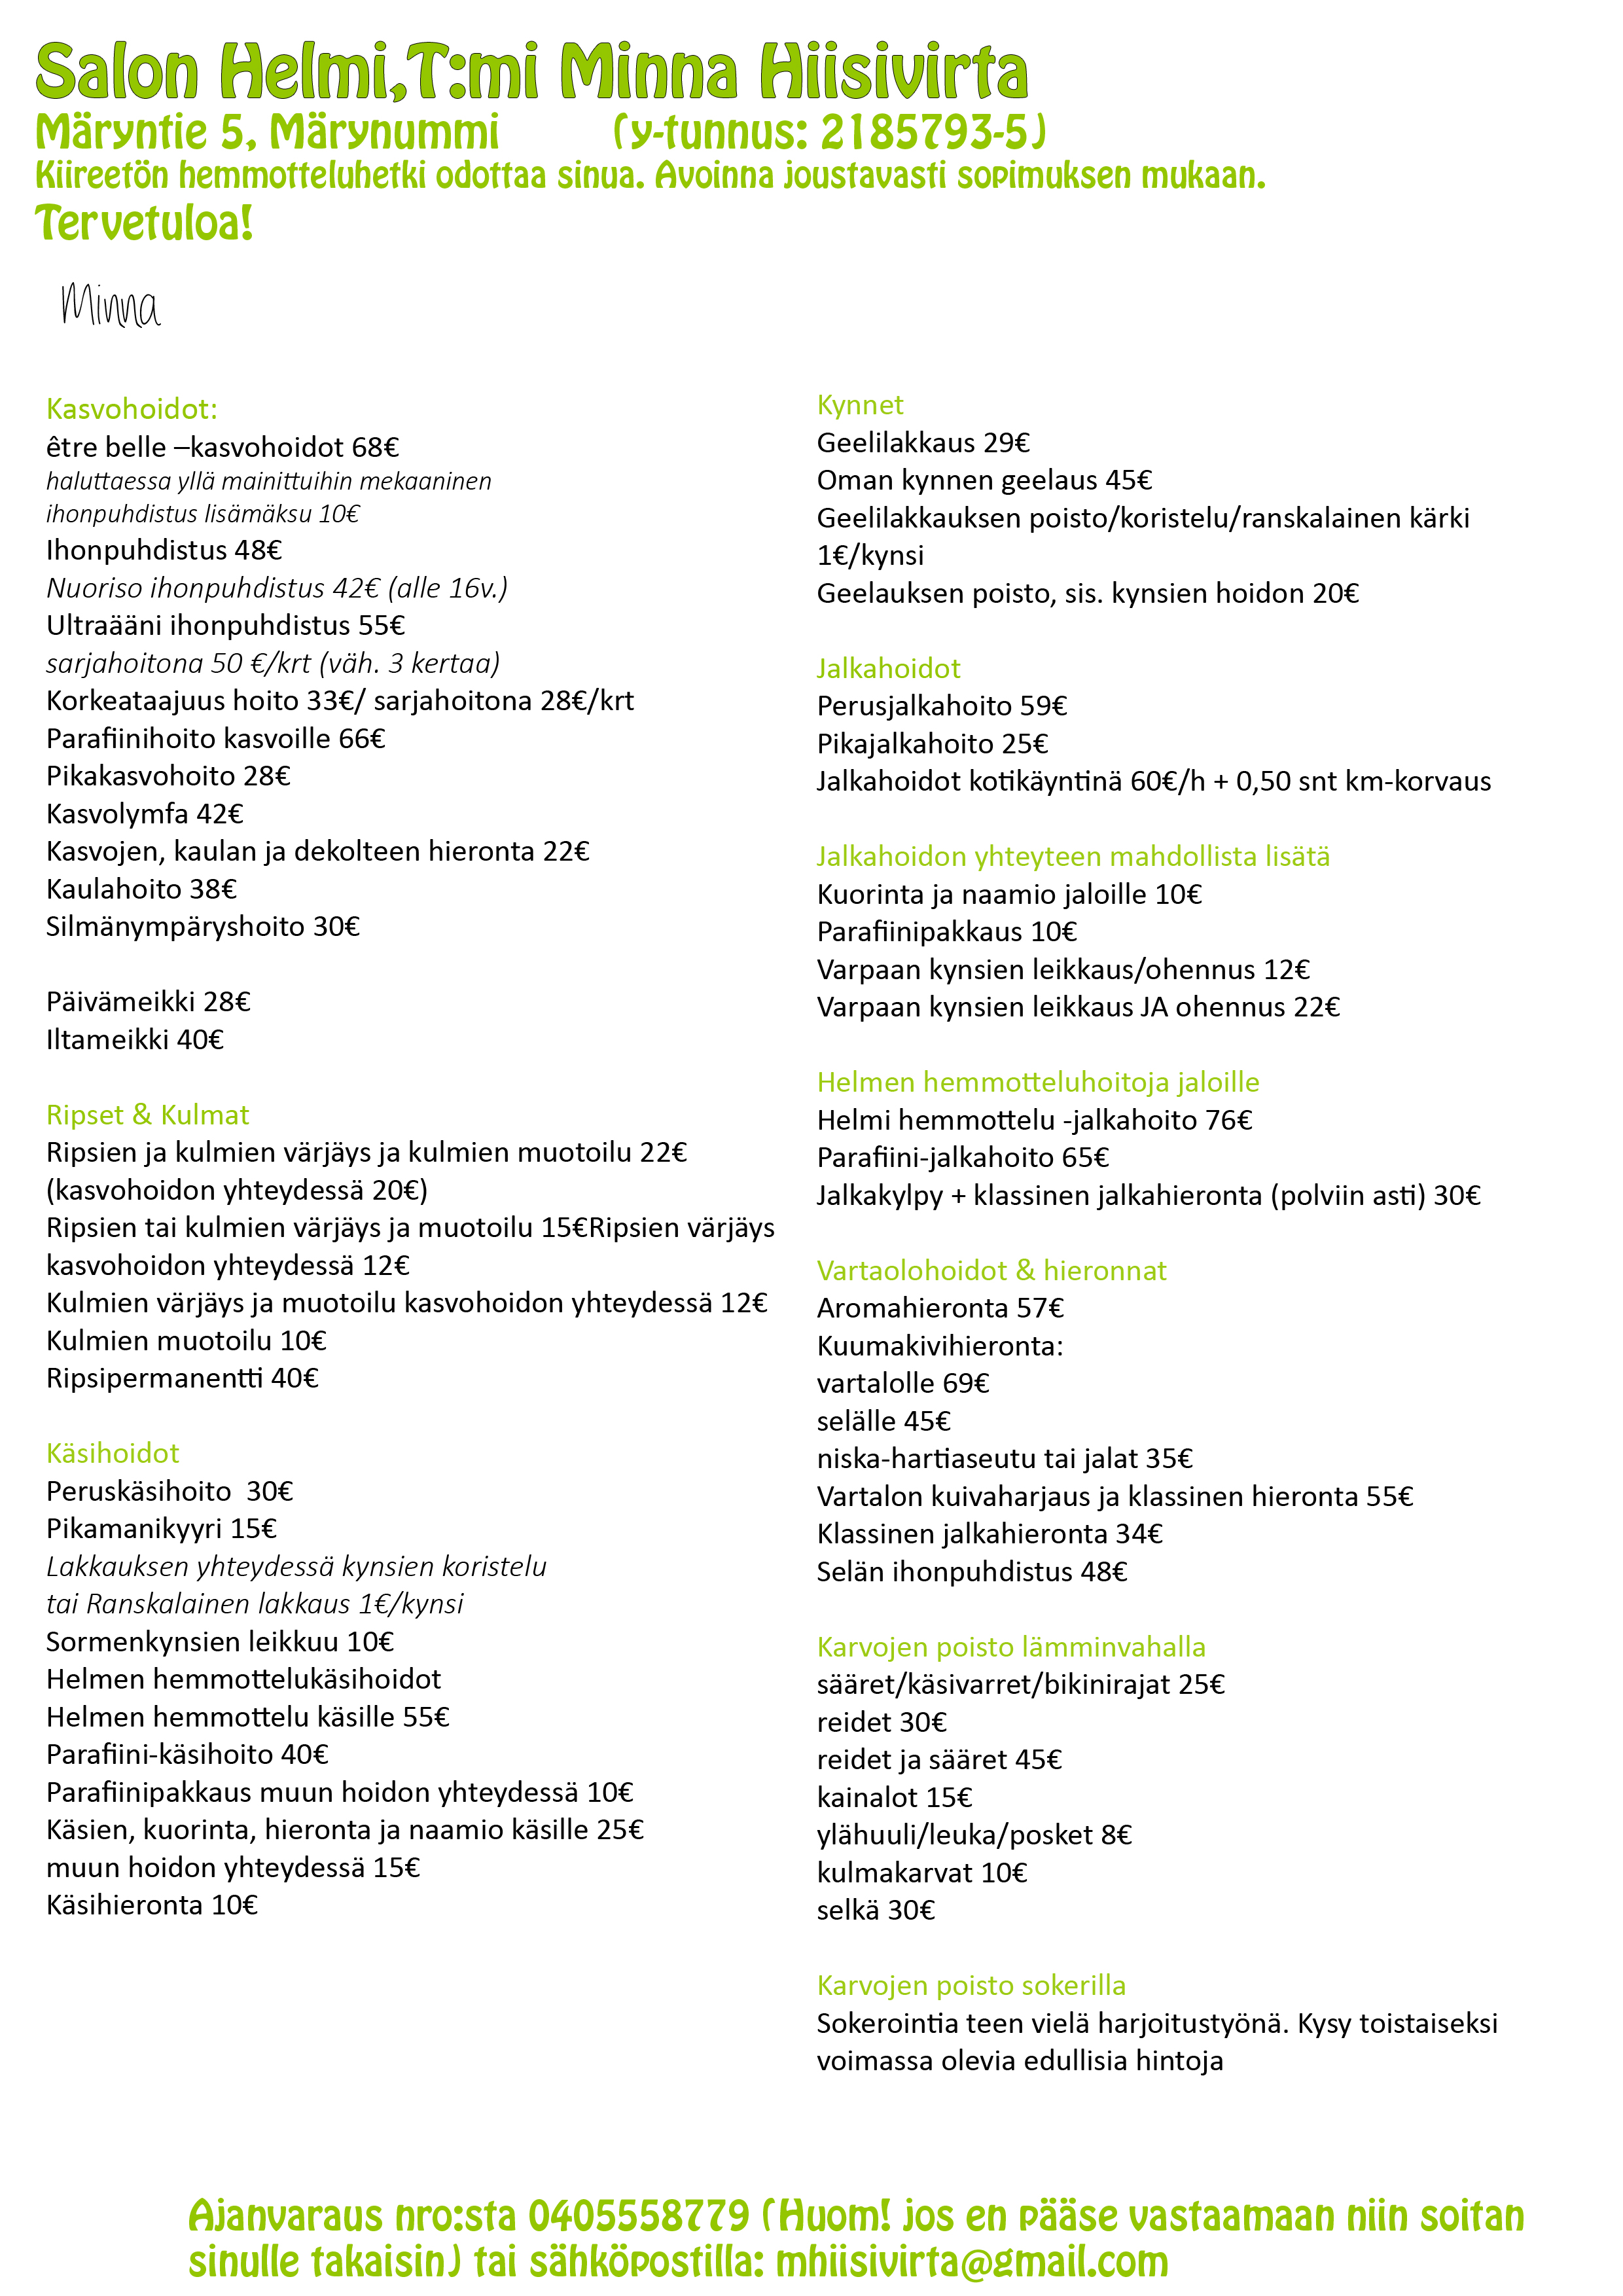 Salon Helmi,T:mi Minna Hiisivirta
Märyntie 5, Märynummi (y-tunnus: 2185793-5)
Kiireetön hemmotteluhetki odottaa sinua. Avoinna joustavasti sopimuksen mukaan.
Tervetuloa!
Minna
Kasvohoidot:
être belle –kasvohoidot 68€
haluttaessa yllä mainittuihin mekaaninen
ihonpuhdistus lisämäksu 10€
Ihonpuhdistus 48€
Nuoriso ihonpuhdistus 42€ (alle 16v.)
Ultraääni ihonpuhdistus 55€
sarjahoitona 50 €/krt (väh. 3 kertaa)
Korkeataajuus hoito 33€/ sarjahoitona 28€/krt
Parafiinihoito kasvoille 66€
Pikakasvohoito 28€
Kasvolymfa 42€
Kasvojen, kaulan ja dekolteen hieronta 22€
Kaulahoito 38€
Silmänympäryshoito 30€
Päivämeikki 28€
Iltameikki 40€
Ripset & Kulmat
Ripsien ja kulmien värjäys ja kulmien muotoilu 22€
(kasvohoidon yhteydessä 20€)
Ripsien tai kulmien värjäys ja muotoilu 15€Ripsien värjäys
kasvohoidon yhteydessä 12€
Kulmien värjäys ja muotoilu kasvohoidon yhteydessä 12€
Kulmien muotoilu 10€
Ripsipermanentti 40€
Käsihoidot
Peruskäsihoito 30€
Pikamanikyyri 15€
Lakkauksen yhteydessä kynsien koristelu
tai Ranskalainen lakkaus 1€/kynsi
Sormenkynsien leikkuu 10€
Helmen hemmottelukäsihoidot
Helmen hemmottelu käsille 55€
Parafiini-käsihoito 40€
Parafiinipakkaus muun hoidon yhteydessä 10€
Käsien, kuorinta, hieronta ja naamio käsille 25€
muun hoidon yhteydessä 15€
Käsihieronta 10€
Kynnet
Geelilakkaus 29€
Oman kynnen geelaus 45€
Geelilakkauksen poisto/koristelu/ranskalainen kärki
1€/kynsi
Geelauksen poisto, sis. kynsien hoidon 20€
Jalkahoidot
Perusjalkahoito 59€
Pikajalkahoito 25€
Jalkahoidot kotikäyntinä 60€/h + 0,50 snt km-korvaus
Jalkahoidon yhteyteen mahdollista lisätä
Kuorinta ja naamio jaloille 10€
Parafiinipakkaus 10€
Varpaan kynsien leikkaus/ohennus 12€
Varpaan kynsien leikkaus JA ohennus 22€
Helmen hemmotteluhoitoja jaloille
Helmi hemmottelu -jalkahoito 76€
Parafiini-jalkahoito 65€
Jalkakylpy + klassinen jalkahieronta (polviin asti) 30€
Vartaolohoidot & hieronnat
Aromahieronta 57€
Kuumakivihieronta:
vartalolle 69€
selälle 45€
niska-hartiaseutu tai jalat 35€
Vartalon kuivaharjaus ja klassinen hieronta 55€
Klassinen jalkahieronta 34€
Selän ihonpuhdistus 48€
Karvojen poisto lämminvahalla
sääret/käsivarret/bikinirajat 25€
reidet 30€
reidet ja sääret 45€
kainalot 15€
ylähuuli/leuka/posket 8€
kulmakarvat 10€
selkä 30€
Karvojen poisto sokerilla
Sokerointia teen vielä harjoitustyönä. Kysy toistaiseksi
voimassa olevia edullisia hintoja
Ajanvaraus nro:sta 0405558779 (Huom! jos en pääse vastaamaan niin soitan
sinulle takaisin) tai sähköpostilla: mhiisivirta@gmail.com